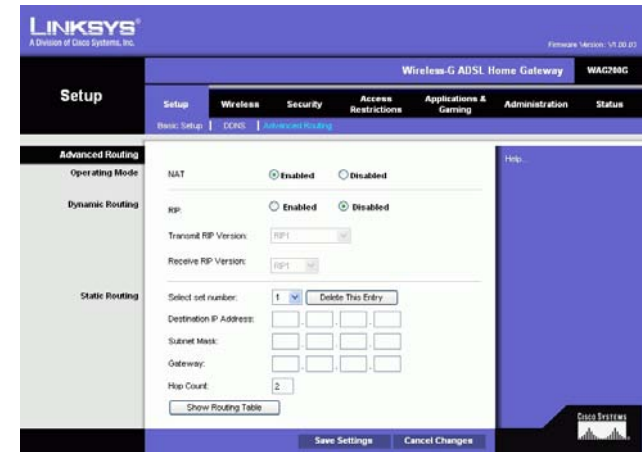 LINKSYS®
A Division of Cisco Systems, Inc.
Firmware Version: V1.00.03
Wireless-G ADSL Home Gateway WAG200G
Setup
Setup Wireless Security Access Restrictions Applications & Gaming Administration Status
Basic Setup | DDNS | Advanced Routing
Advanced Routing
Help...
Operating Mode
NAT Enabled Disabled
Dynamic Routing
RIP: Enabled Disabled
Transmit RIP Version: RIP1
Receive RIP Version: RIP1
Static Routing
Select set number: 1 Delete This Entry
Destination IP Address: . . .
Subnet Mask: . . .
Gateway: . . .
Hop Count: 2
Show Routing Table
Save Settings Cancel Changes
CISCO SYSTEMS